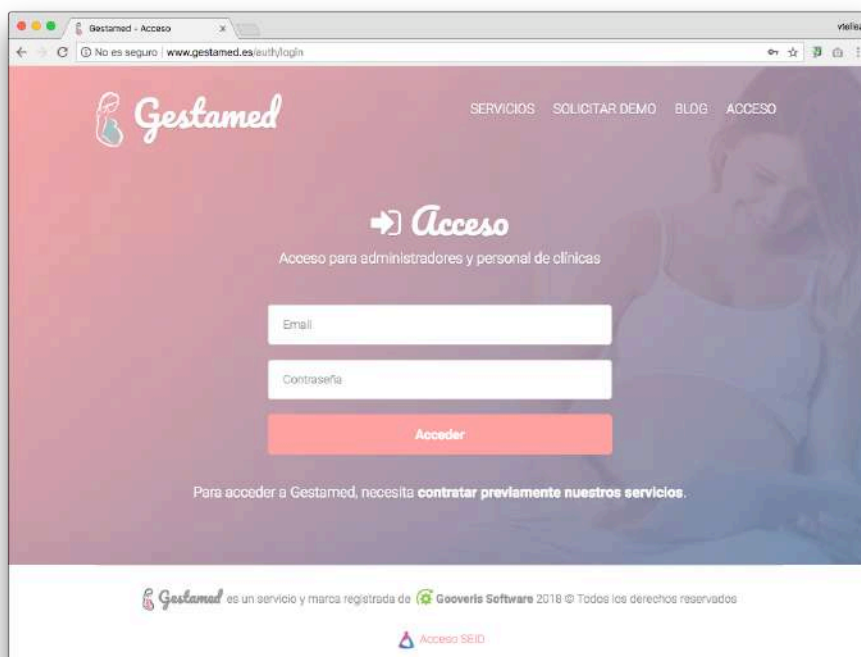 Gestamed - Acceso
No es seguro www.gestamed.es/auth/login
Gestamed
SERVICIOS SOLICITAR DEMO BLOG ACCESO
Acceso
Acceso para administradores y personal de clínicas
Email
Contraseña
Acceder
Para acceder a Gestamed, necesita contratar previamente nuestros servicios.
Gestamed es un servicio y marca registrada de Gooveris Software 2018 © Todos los derechos reservados
Acceso SEID